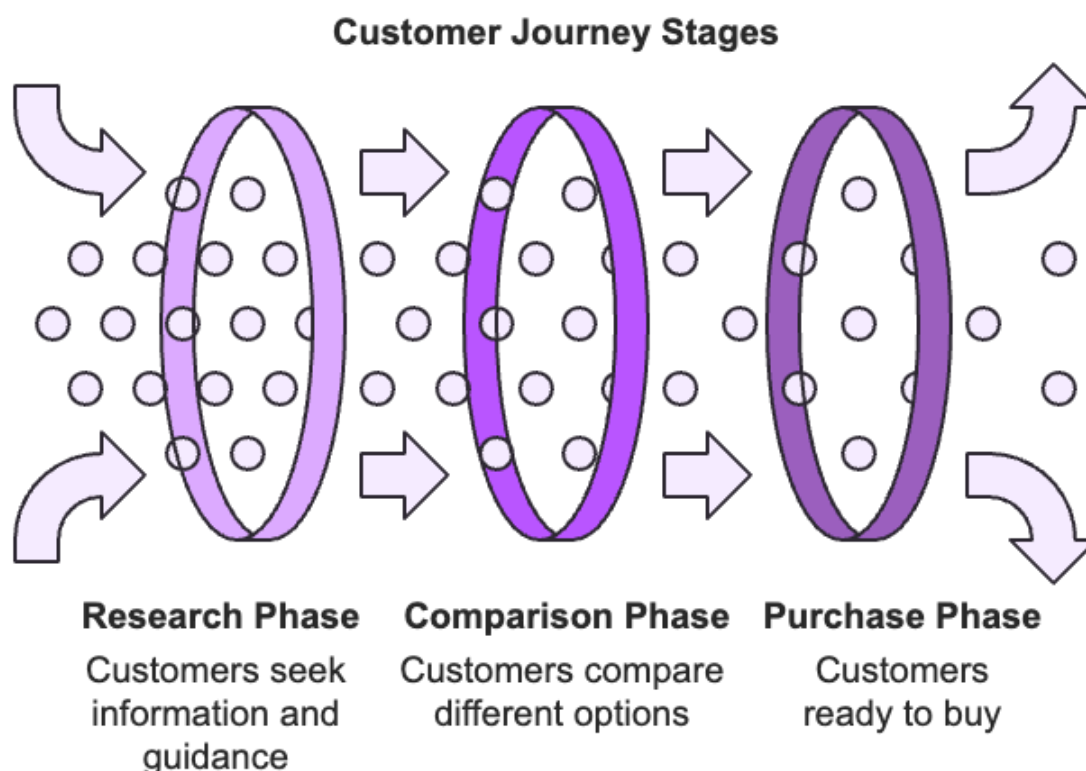 Customer Journey Stages
Research Phase
Customers seek
information and
guidance
Comparison Phase
Customers compare
different options
Purchase Phase
Customers
ready to buy